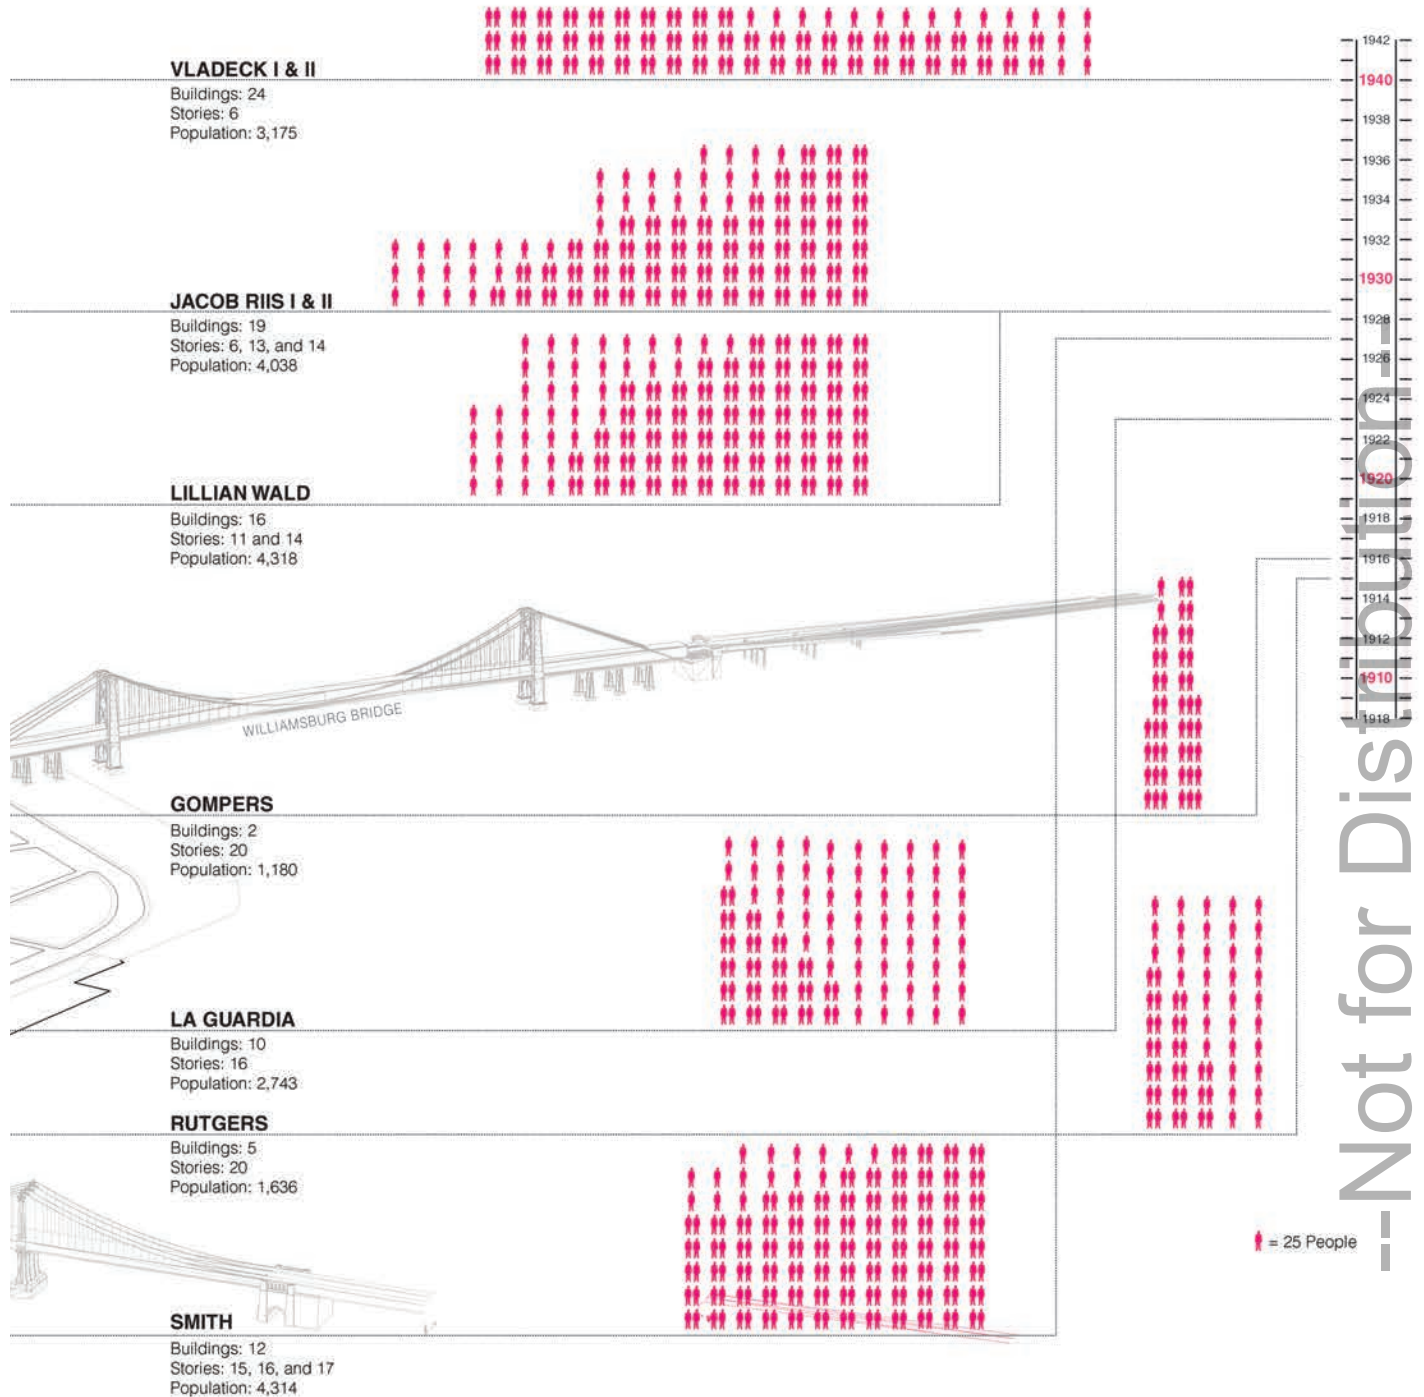 VLADECK I & II
Buildings: 24
Stories: 6
Population: 3,175
JACOB RIIS I & II
Buildings: 19
Stories: 6, 13, and 14
Population: 4,038
LILLIAN WALD
Buildings: 16
Stories: 11 and 14
Population: 4,318
WILLIAMSBURG BRIDGE
GOMPERS
Buildings: 2
Stories: 20
Population: 1,180
LA GUARDIA
Buildings: 10
Stories: 16
Population: 2,743
RUTGERS
Buildings: 5
Stories: 20
Population: 1,636
SMITH
Buildings: 12
Stories: 15, 16, and 17
Population: 4,314
1942
1940
1938
1936
1934
1932
1930
1928
1926
1924
1922
1920
1918
1916
1914
1912
1910
1918
= 25 People
--Not for Distribution--